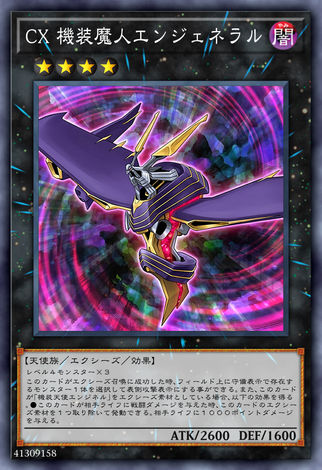 CX 機装魔人エンジェネラル
闇
やみ
【天使族/エクシーズ/効果】
レベル4モンスター×3
このカードがエクシーズ召喚に成功した時、フィールド上に守備表示で存在す
るモンスター1体を選択して表側攻撃表示にする事ができる。また、このカード
が「機装天使エンジネル」をエクシーズ素材としている場合、以下の効果を得る。
●このカードが相手ライフに戦闘ダメージを与えた時、このカードのエクシー
ズ素材を1つ取り除いて発動できる。相手ライフに1000ポイントダメージ
を与える。
ATK/2600 DEF/1600
41309158